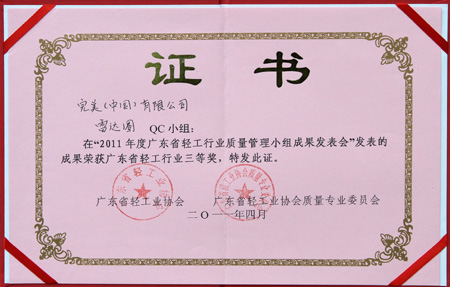 证书
完美(中国)有限公司
雷达图 QC小组:
在“2011年度广东省轻工行业质量管理小组成果发表会”发表的
成果荣获广东省轻工行业三等奖，特发此证。
广东省轻工业协会 广东省轻工业协会质量专业委员会
二〇一一年四月